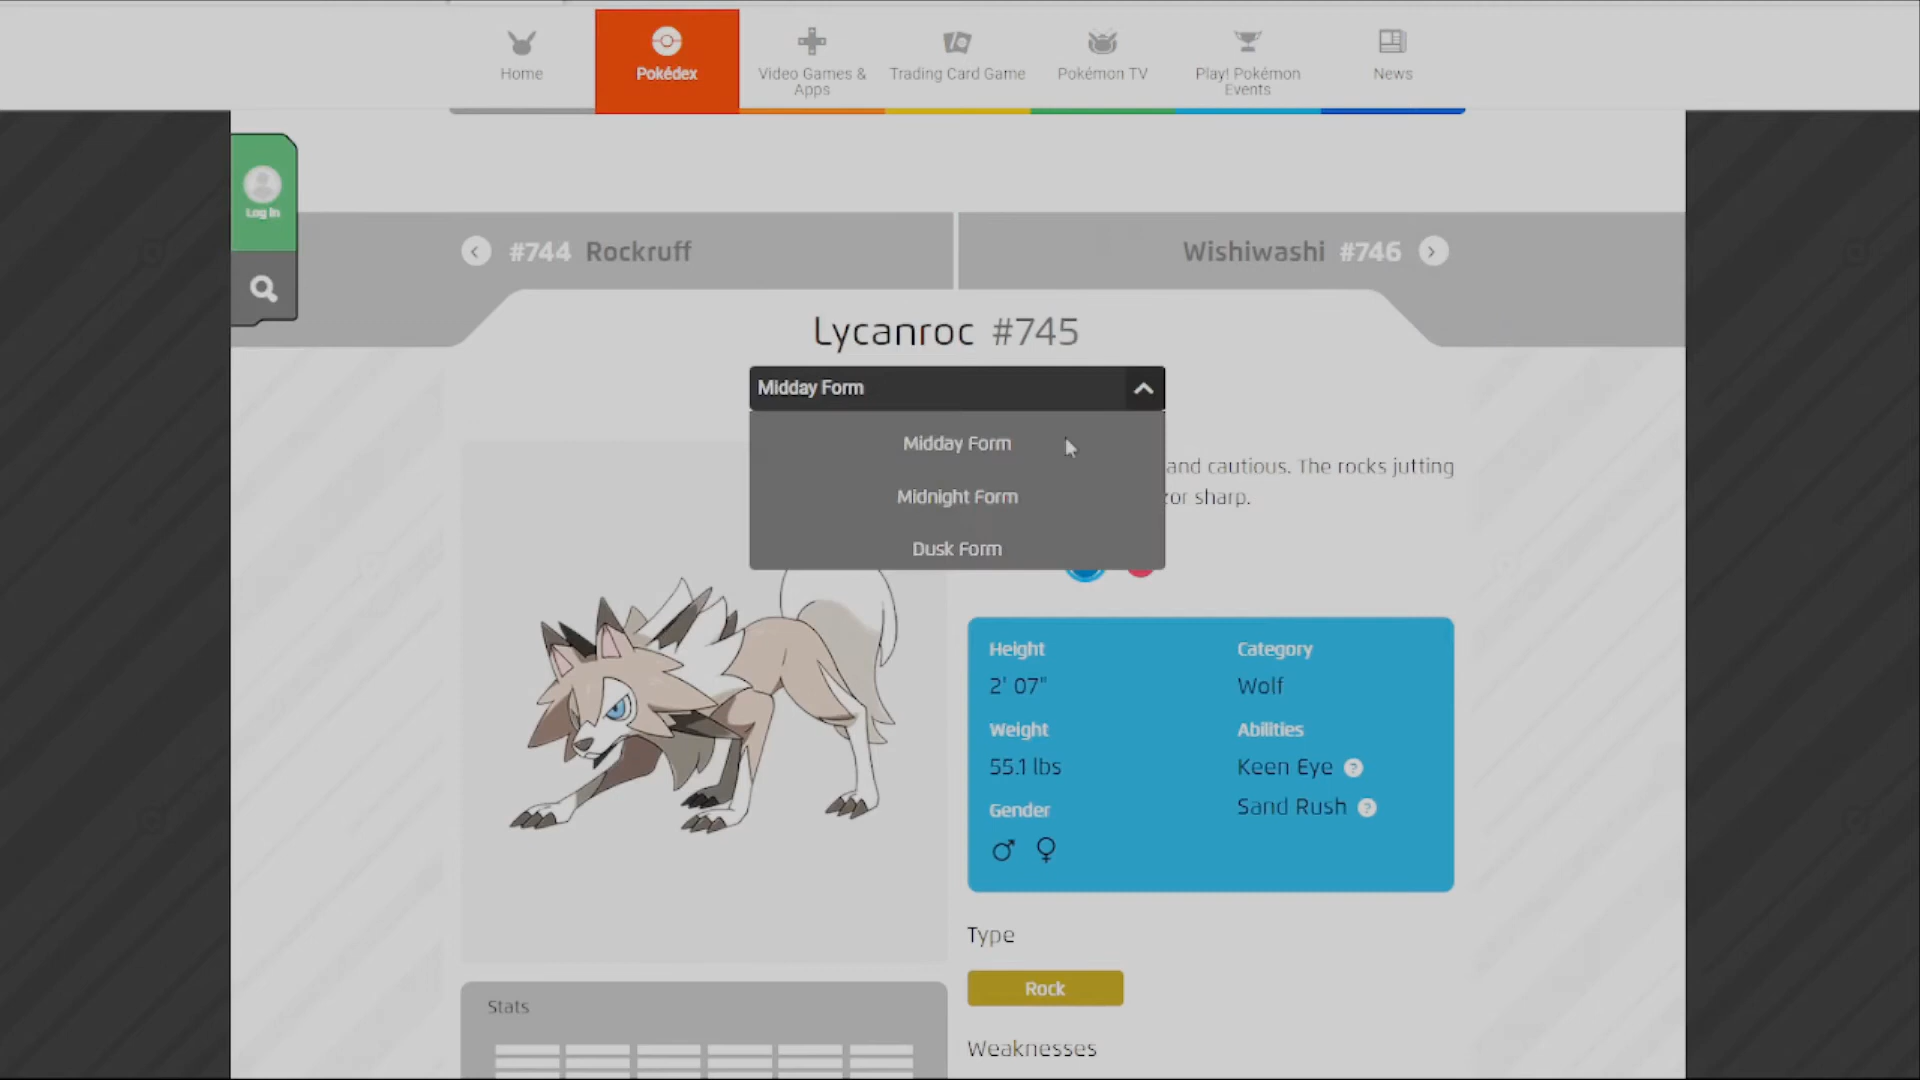 Home
Pokédex
Video Games &
Apps
Trading Card Game
Pokémon TV
Play! Pokémon
Events
News
Log in
#744 Rockruff
Wishiwashi #746
Lycanroc #745
Midday Form
Midday Form
Midnight Form
Dusk Form
and cautious. The rocks jutting
zor sharp.
Height
2' 07"
Weight
55.1 lbs
Gender
Category
Wolf
Abilities
Keen Eye ?
Sand Rush ?
Type
Rock
Weaknesses
Stats